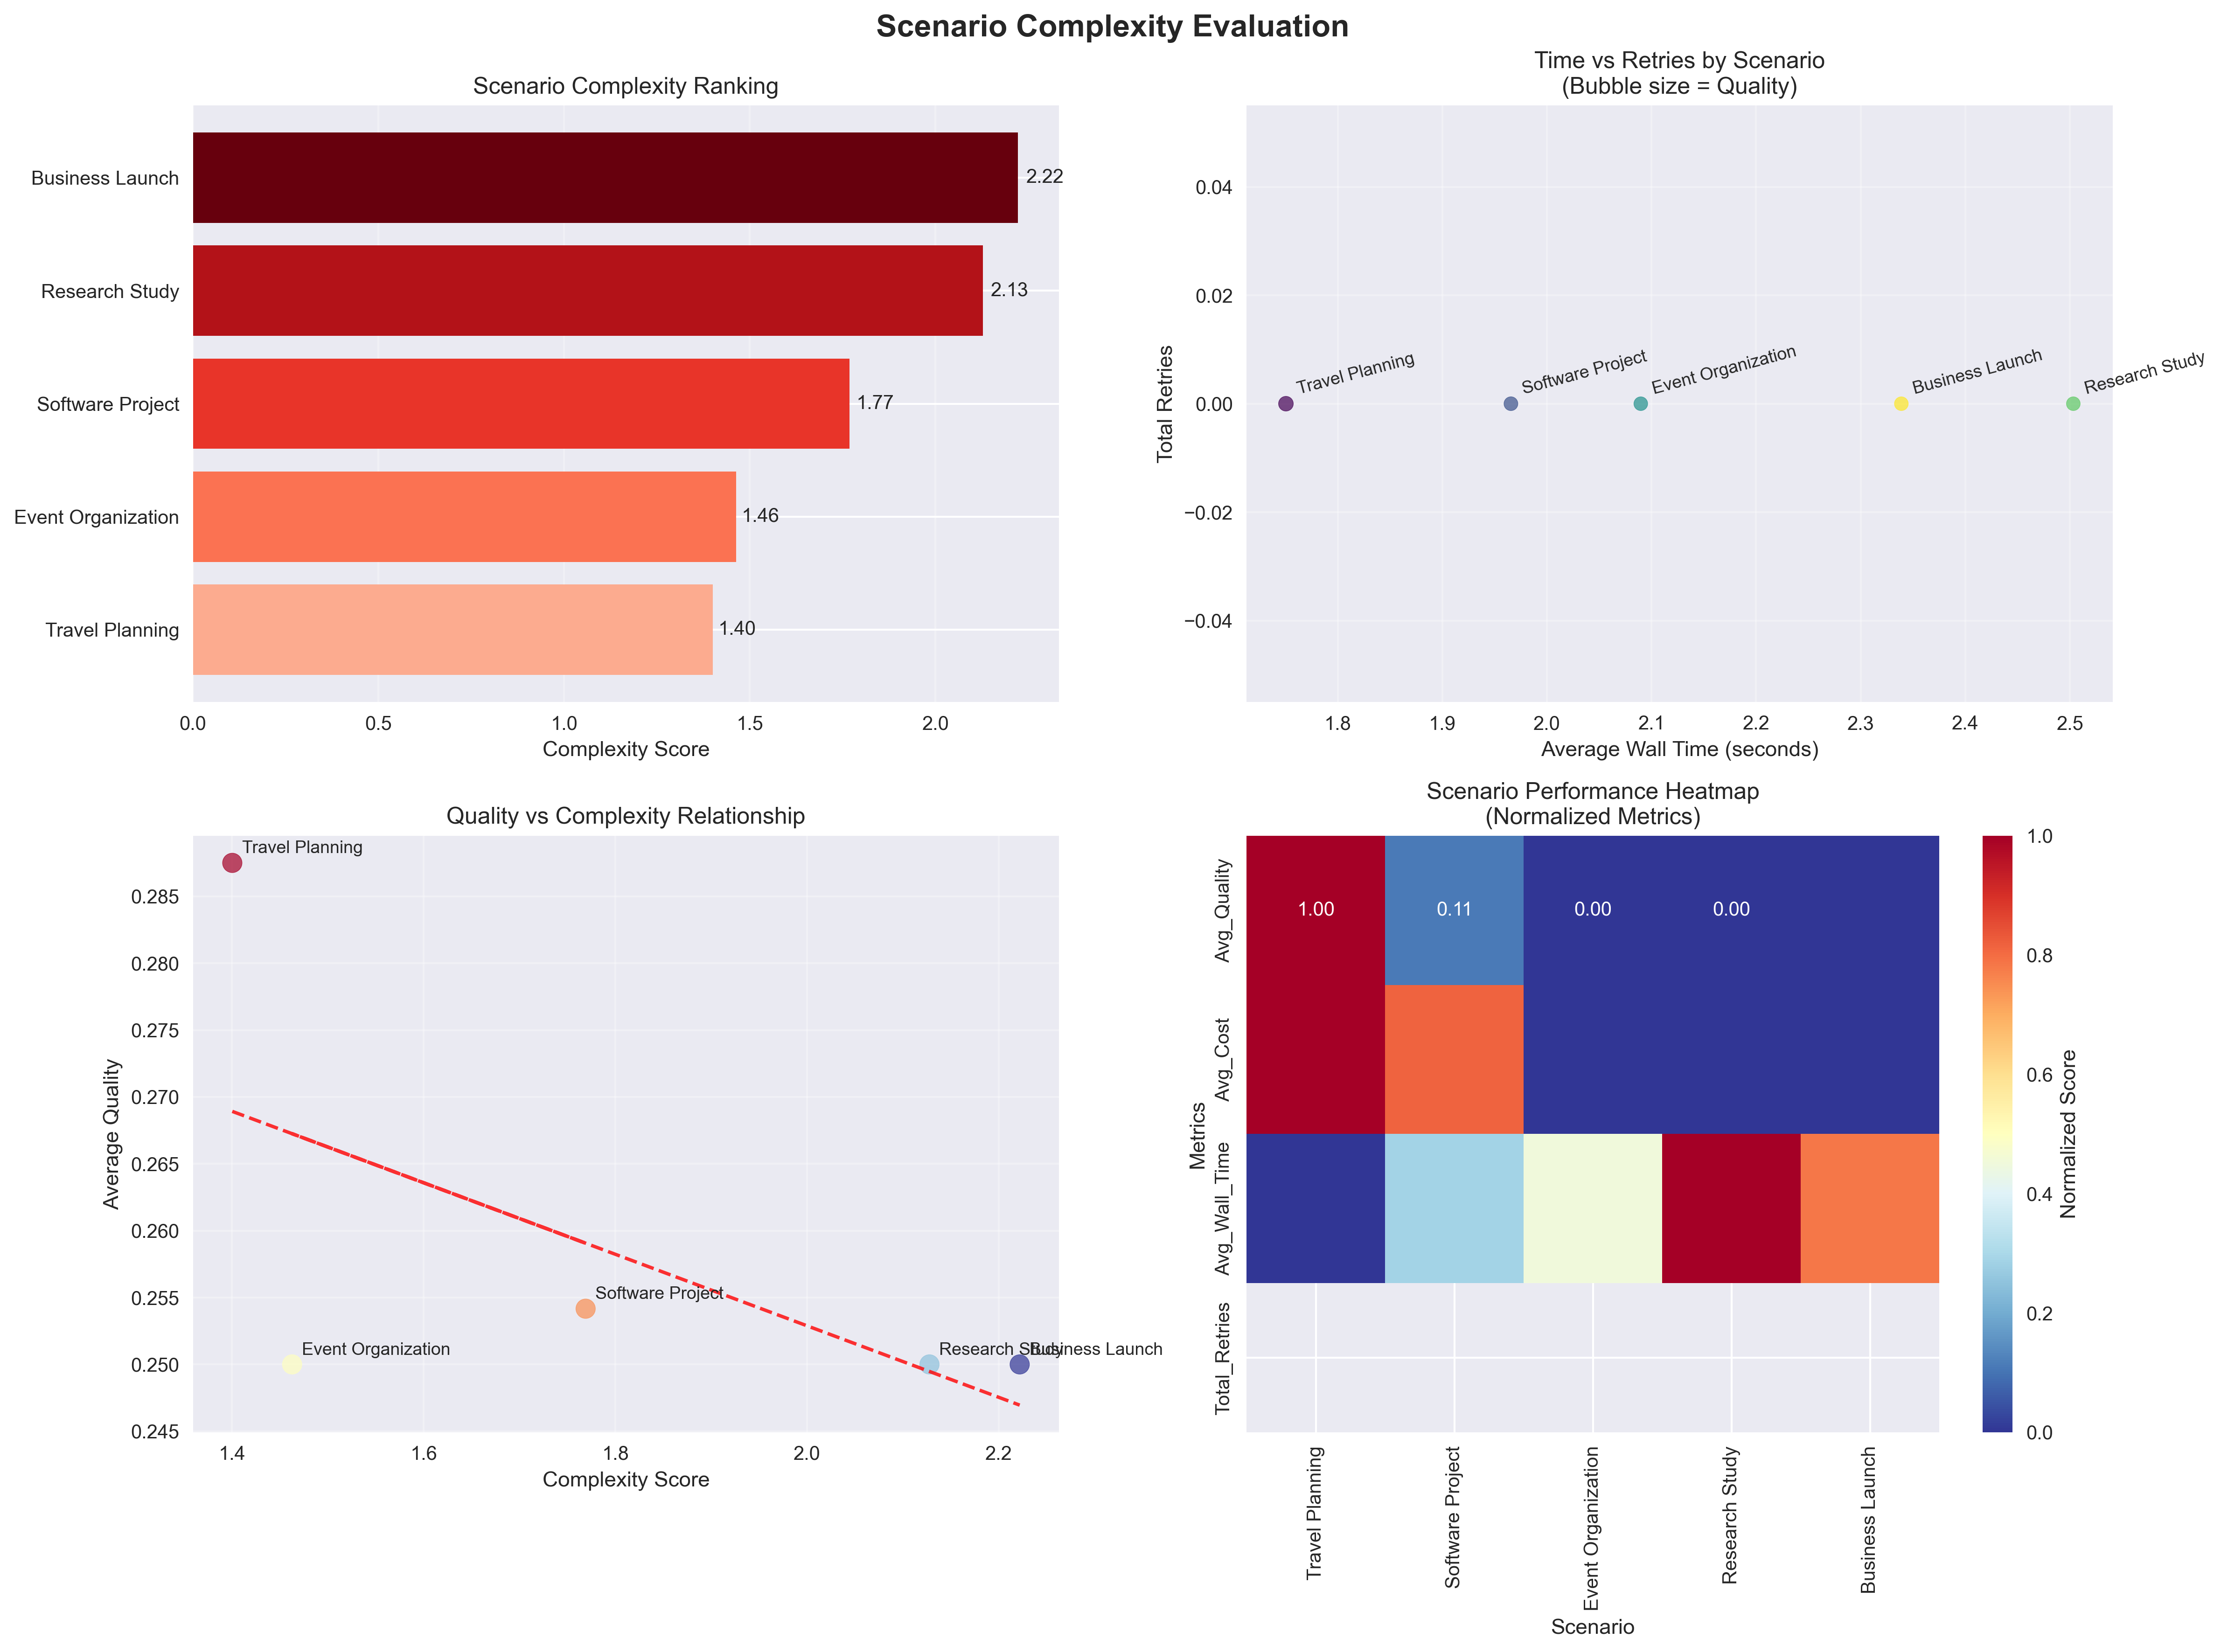 Scenario Complexity Evaluation
Scenario Complexity Ranking
Business Launch
Research Study
Software Project
Event Organization
Travel Planning
2.22
2.13
1.77
1.46
1.40
0.0 0.5 1.0 1.5 2.0
Complexity Score
Time vs Retries by Scenario
(Bubble size = Quality)
Total Retries
0.04
0.02
0.00
−0.02
−0.04
Travel Planning
Software Project
Event Organization
Business Launch
Research Study
1.8 1.9 2.0 2.1 2.2 2.3 2.4 2.5
Average Wall Time (seconds)
Quality vs Complexity Relationship
Average Quality
0.285
0.280
0.275
0.270
0.265
0.260
0.255
0.250
0.245
Travel Planning
Software Project
Event Organization
Research Study
Business Launch
1.4 1.6 1.8 2.0 2.2
Complexity Score
Scenario Performance Heatmap
(Normalized Metrics)
Metrics
Avg_Quality
Avg_Cost
Avg_Wall_Time
Total_Retries
1.00 0.11 0.00 0.00
Travel Planning
Software Project
Event Organization
Research Study
Business Launch
Scenario
1.0
0.8
0.6
0.4
0.2
0.0
Normalized Score